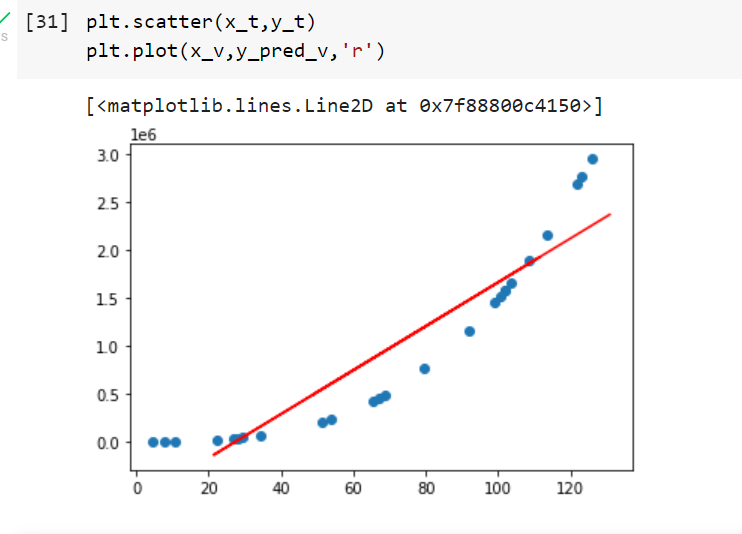 [31] plt.scatter(x_t,y_t)
plt.plot(x_v,y_pred_v,'r')
s
[<matplotlib.lines.Line2D at 0x7f88800c4150>]
1e6
3.0
2.5
2.0
1.5
1.0
0.5
0.0
0 20 40 60 80 100 120